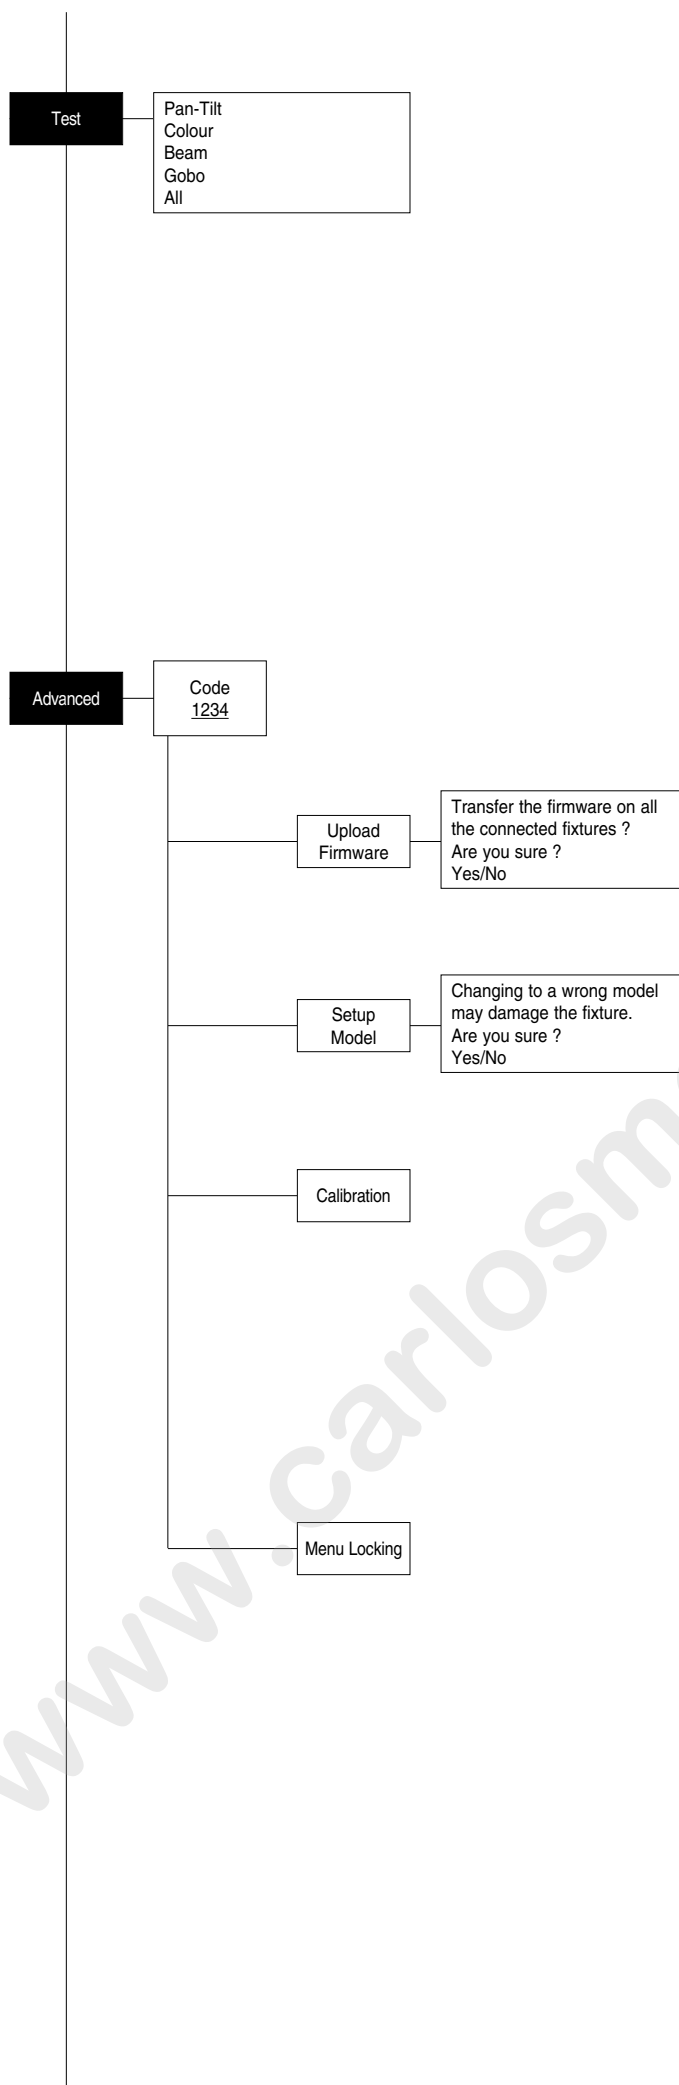 Test
Pan-Tilt
Colour
Beam
Gobo
All
Advanced
Code
1234
Upload
Firmware
Transfer the firmware on all
the connected fixtures ?
Are you sure ?
Yes/No
Setup
Model
Changing to a wrong model
may damage the fixture.
Are you sure ?
Yes/No
Calibration
Menu Locking